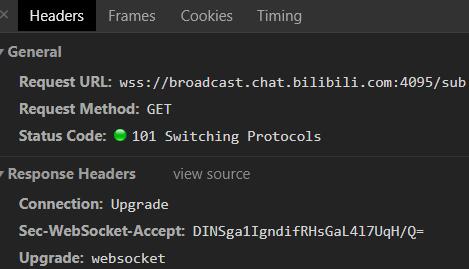 Headers Frames Cookies Timing
General
Request URL: wss://broadcast.chat.bilibili.com:4095/sub
Request Method: GET
Status Code: 101 Switching Protocols
Response Headers view source
Connection: Upgrade
Sec-WebSocket-Accept: DINSga1IgndifRHsGaL4l7UqH/Q=
Upgrade: websocket